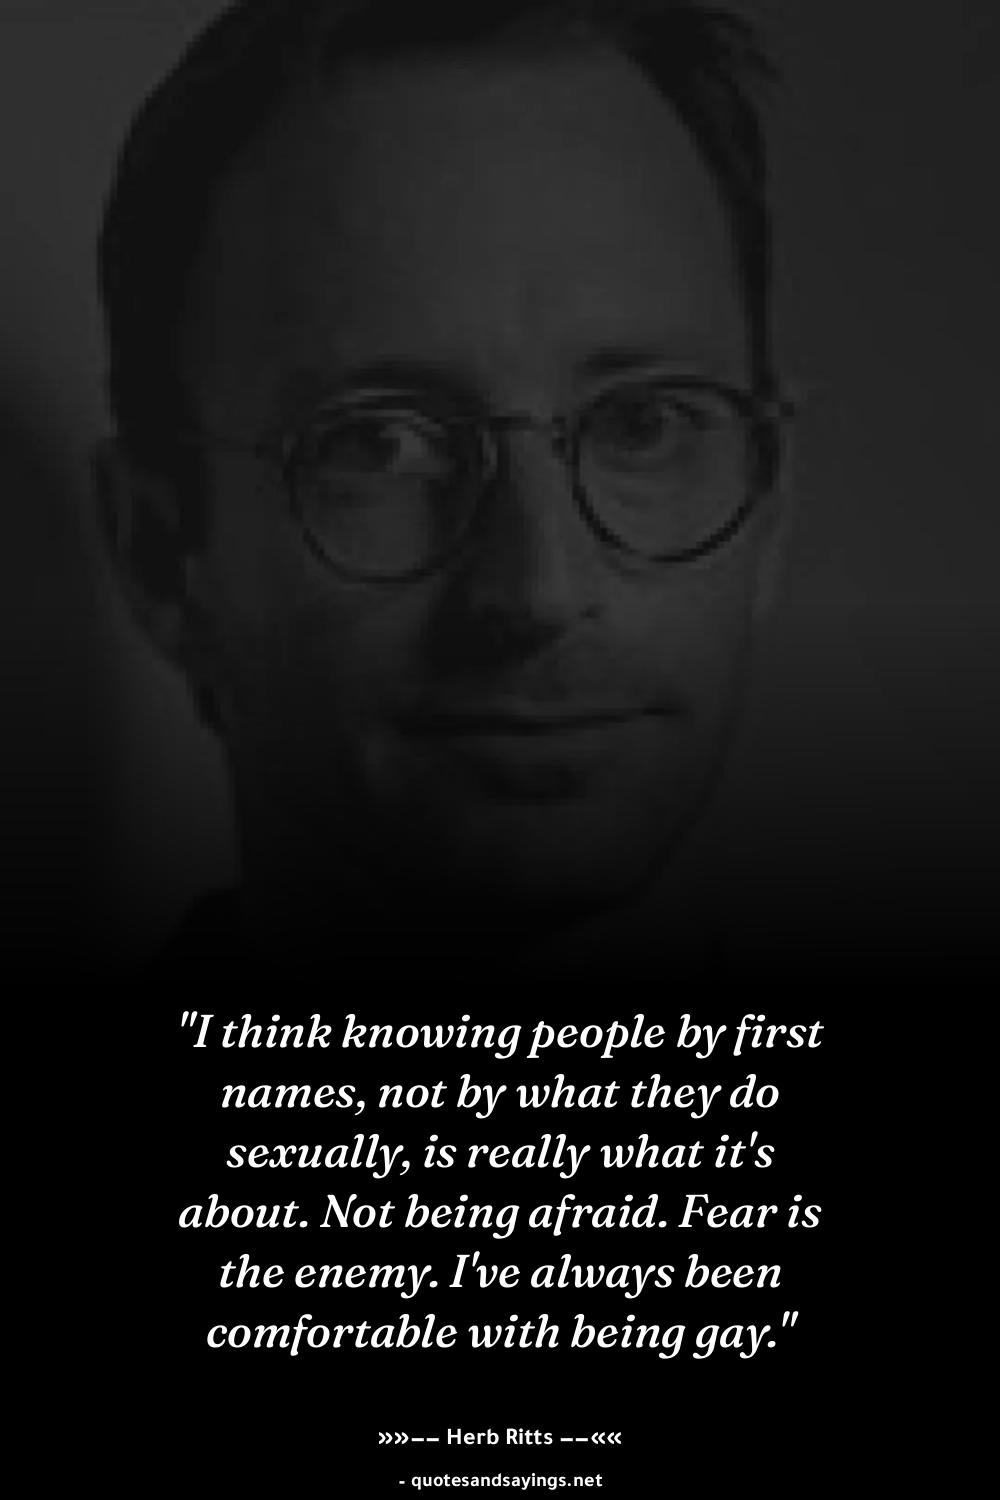 "I think knowing people by first
names, not by what they do
sexually, is really what it's
about. Not being afraid. Fear is
the enemy. I've always been
comfortable with being gay."
»»–– Herb Ritts ––««
- quotesandsayings.net